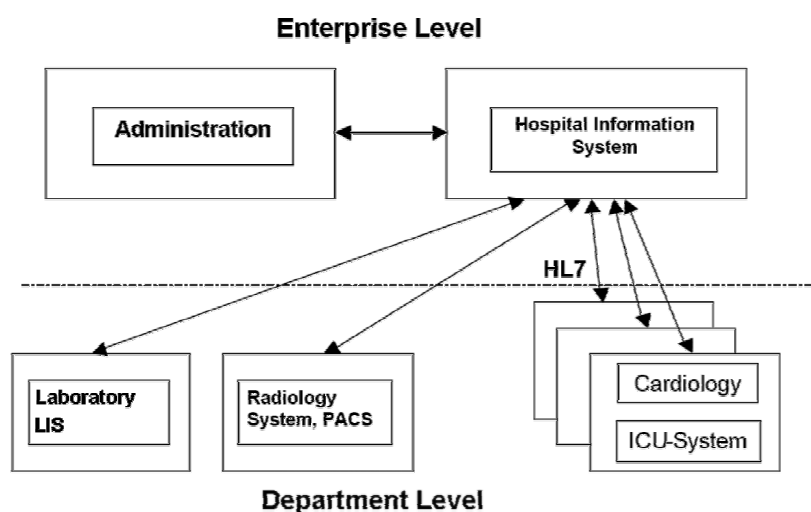 Enterprise Level
Administration
Hospital Information
System
HL7
Laboratory
LIS
Radiology
System, PACS
Cardiology
ICU-System
Department Level